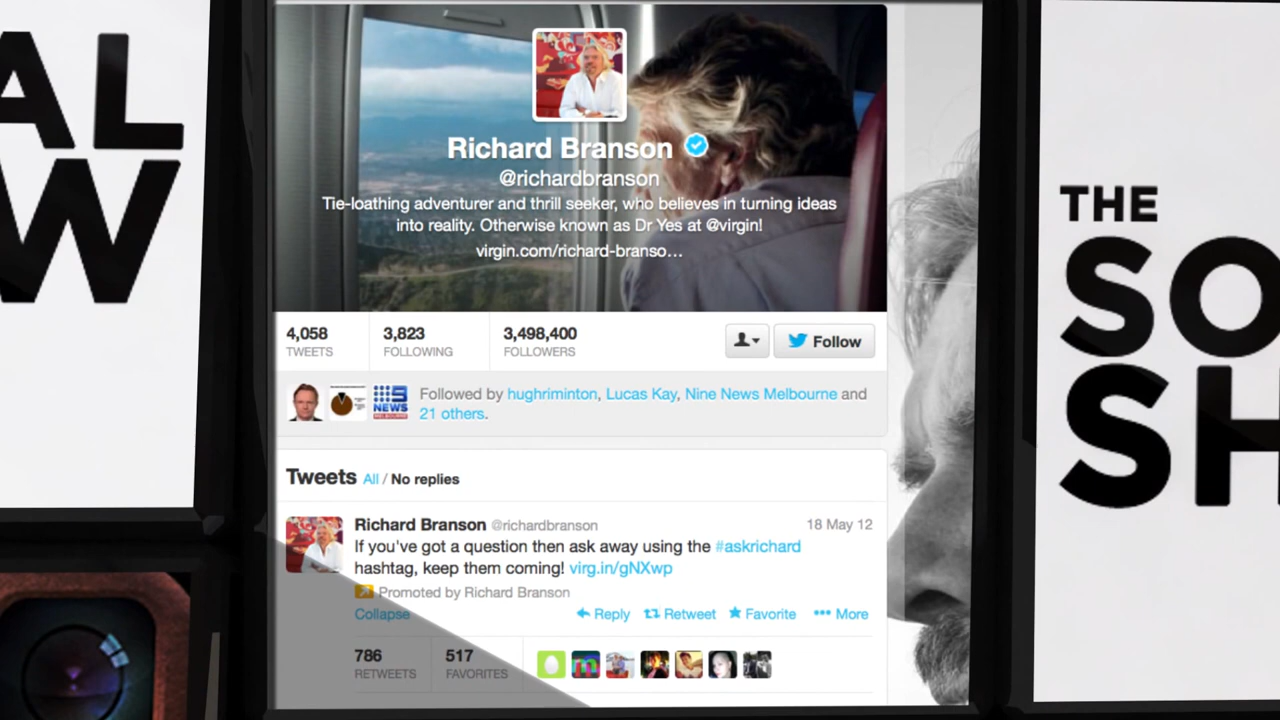 AL
W
Richard Branson
@richardbranson
Tie-loathing adventurer and thrill seeker, who believes in turning ideas
into reality. Otherwise known as Dr Yes at @virgin!
virgin.com/richard-branso...
4,058
TWEETS
3,823
FOLLOWING
3,498,400
FOLLOWERS
Follow
9
NEWS
Followed by hughriminton, Lucas Kay, Nine News Melbourne and
21 others.
Tweets All / No replies
Richard Branson @richardbranson 18 May 12
If you've got a question then ask away using the #askrichard
hashtag, keep them coming! virg.in/gNXwp
Promoted by Richard Branson
Collapse Reply Retweet Favorite More
786
RETWEETS
517
FAVORITES
m
THE
SO
SH